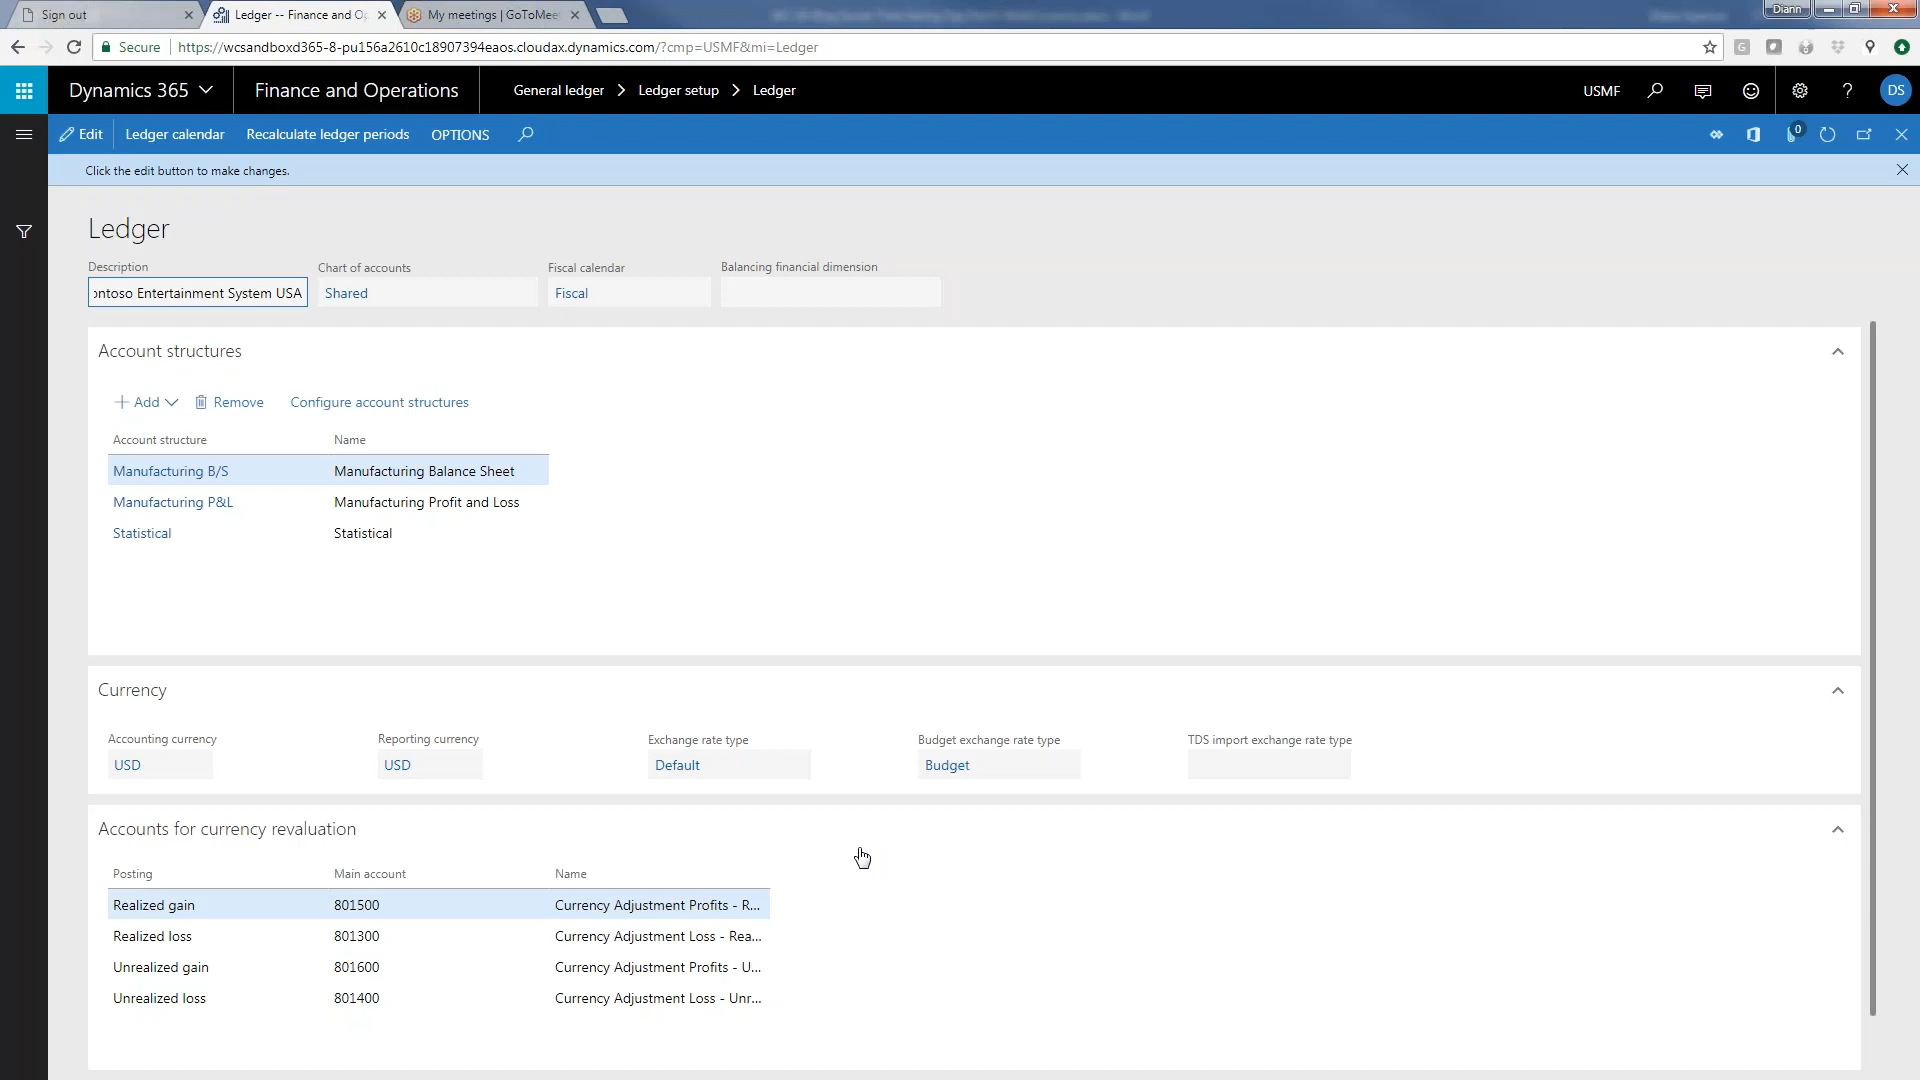 Sign out
Ledger -- Finance and Op
My meetings | GoToMee
Diann
Secure
https://wcsandboxd365-8-pu156a2610c18907394eaos.cloudax.dynamics.com/?cmp=USMF&mi=Ledger
Dynamics 365
Finance and Operations
General ledger > Ledger setup > Ledger
USMF
?
DS
Edit
Ledger calendar
Recalculate ledger periods
OPTIONS
0
Click the edit button to make changes.
Ledger
Description
Chart of accounts
Fiscal calendar
Balancing financial dimension
ontoso Entertainment System USA
Shared
Fiscal
Account structures
+ Add
Remove
Configure account structures
Account structure
Name
Manufacturing B/S
Manufacturing Balance Sheet
Manufacturing P&L
Manufacturing Profit and Loss
Statistical
Statistical
Currency
Accounting currency
Reporting currency
Exchange rate type
Budget exchange rate type
TDS import exchange rate type
USD
USD
Default
Budget
Accounts for currency revaluation
Posting
Main account
Name
Realized gain
801500
Currency Adjustment Profits - R...
Realized loss
801300
Currency Adjustment Loss - Rea...
Unrealized gain
801600
Currency Adjustment Profits - U...
Unrealized loss
801400
Currency Adjustment Loss - Unr...